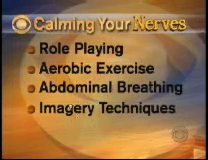 Calming Your Nerves
Role Playing
Aerobic Exercise
Abdominal Breathing
Imagery Techniques